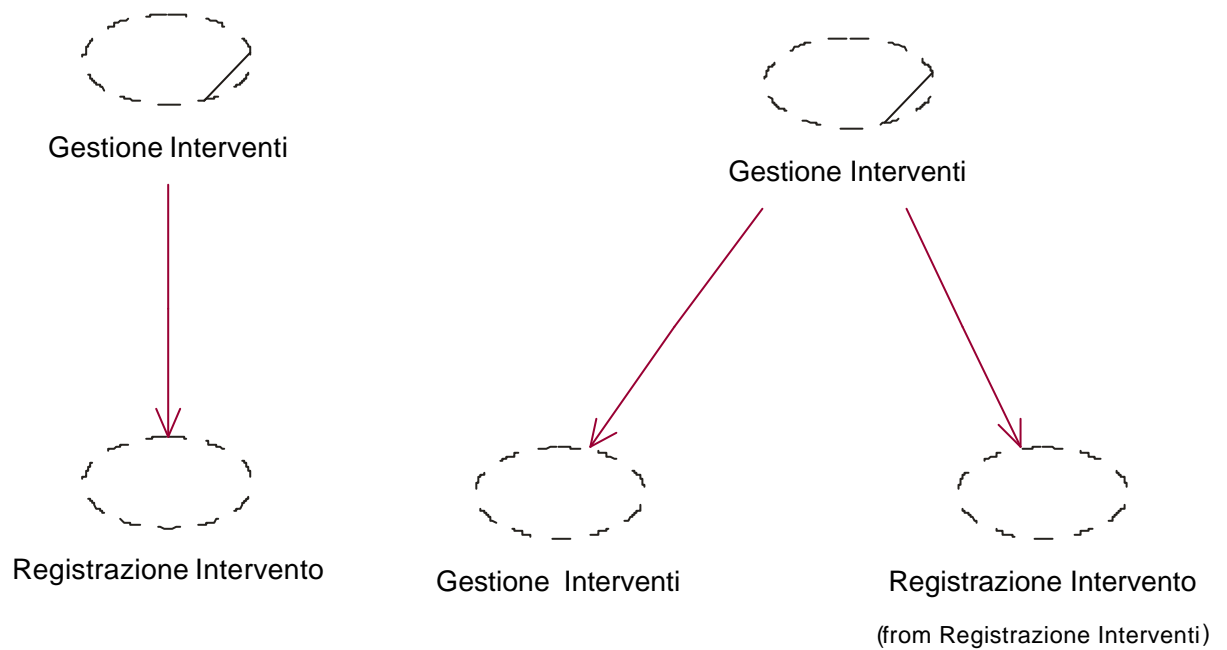 Gestione Interventi
Gestione Interventi
Registrazione Intervento
Gestione Interventi
Registrazione Intervento
(from Registrazione Interventi)